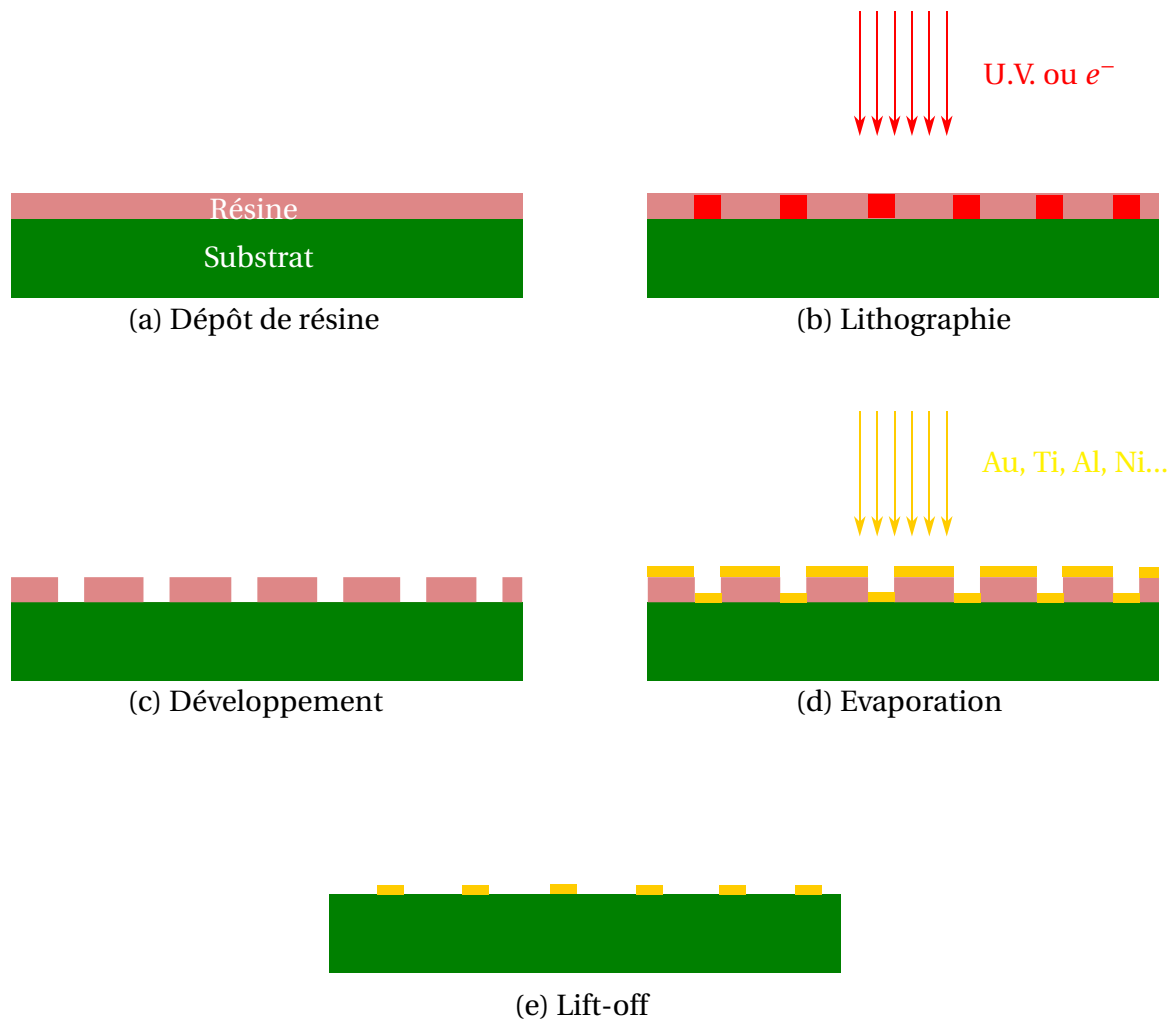 U.V. ou e⁻
Résine
Substrat
(a) Dépôt de résine
(b) Lithographie
Au, Ti, Al, Ni...
(c) Développement
(d) Evaporation
(e) Lift-off